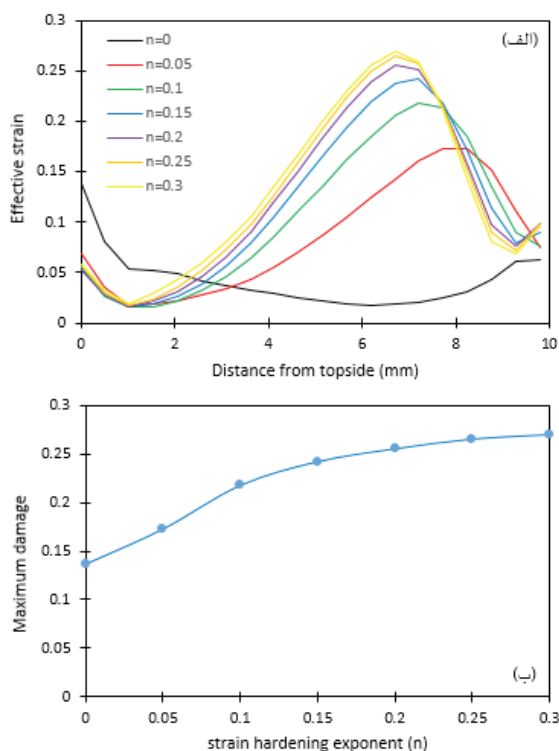 (الف)
0.3
0.25
0.2
0.15
0.1
0.05
0
Effective strain
n=0
n=0.05
n=0.1
n=0.15
n=0.2
n=0.25
n=0.3
0 2 4 6 8 10
Distance from topside (mm)
0.3
0.25
0.2
0.15
0.1
0.05
0
Maximum damage
(ب)
0 0.05 0.1 0.15 0.2 0.25 0.3
strain hardening exponent (n)